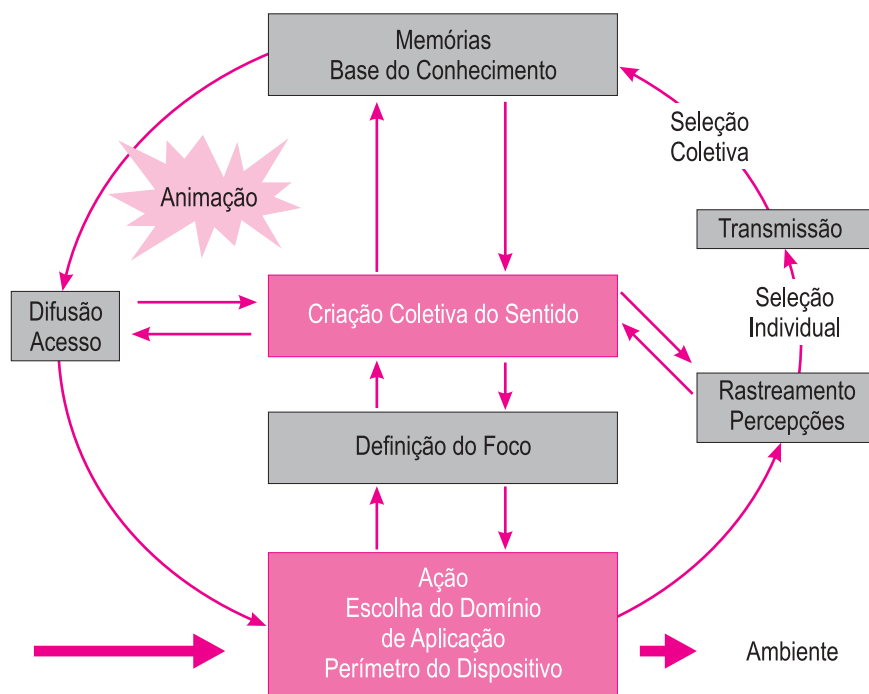 Memórias
Base do Conhecimento
Seleção
Coletiva
Animação
Transmissão
Difusão
Acesso
Criação Coletiva do Sentido
Seleção
Individual
Rastreamento
Percepções
Definição do Foco
Ação
Escolha do Domínio
de Aplicação
Perímetro do Dispositivo
Ambiente